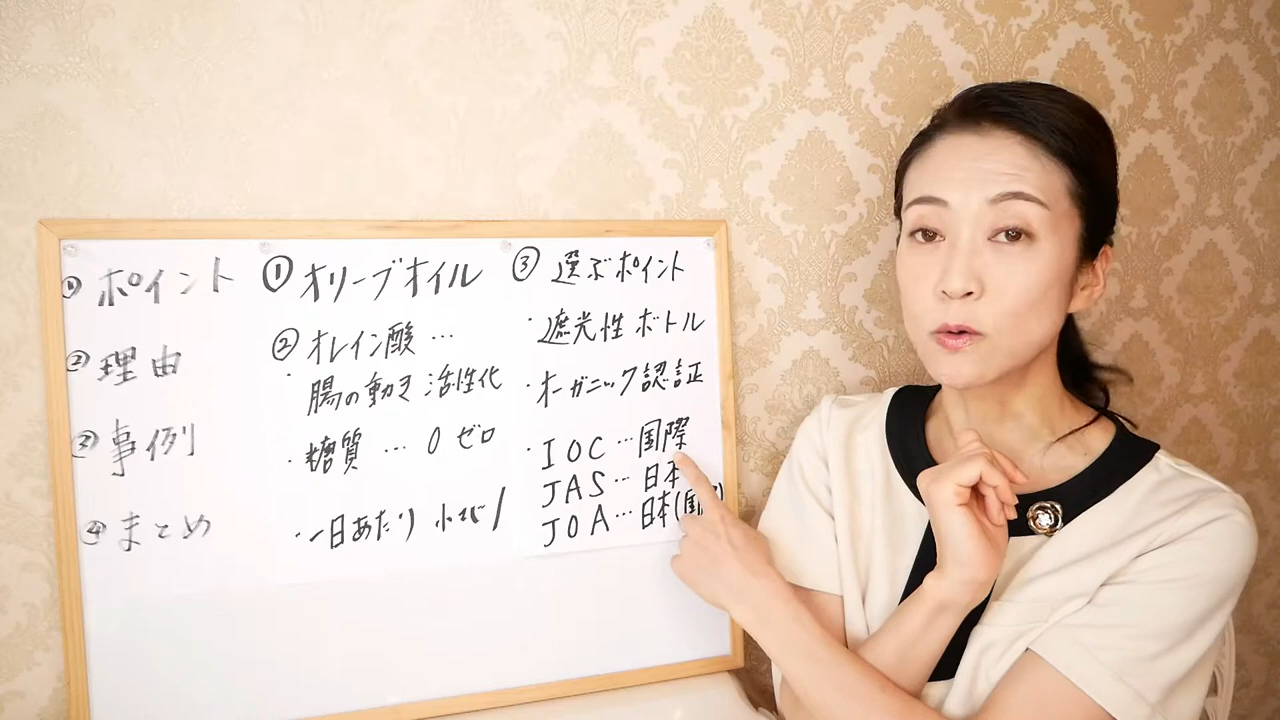 ① ポイント
② 理由
③ 事例
④ まとめ
① オリーブオイル
② オレイン酸 …
・腸の動き 活性化
・糖質 … 0 ゼロ
・一日あたり 小さじ1
③ 選ぶポイント
・遮光性 ボトル
・オーガニック認証
・IOC … 国際
JAS … 日本
JOA … 日本(国